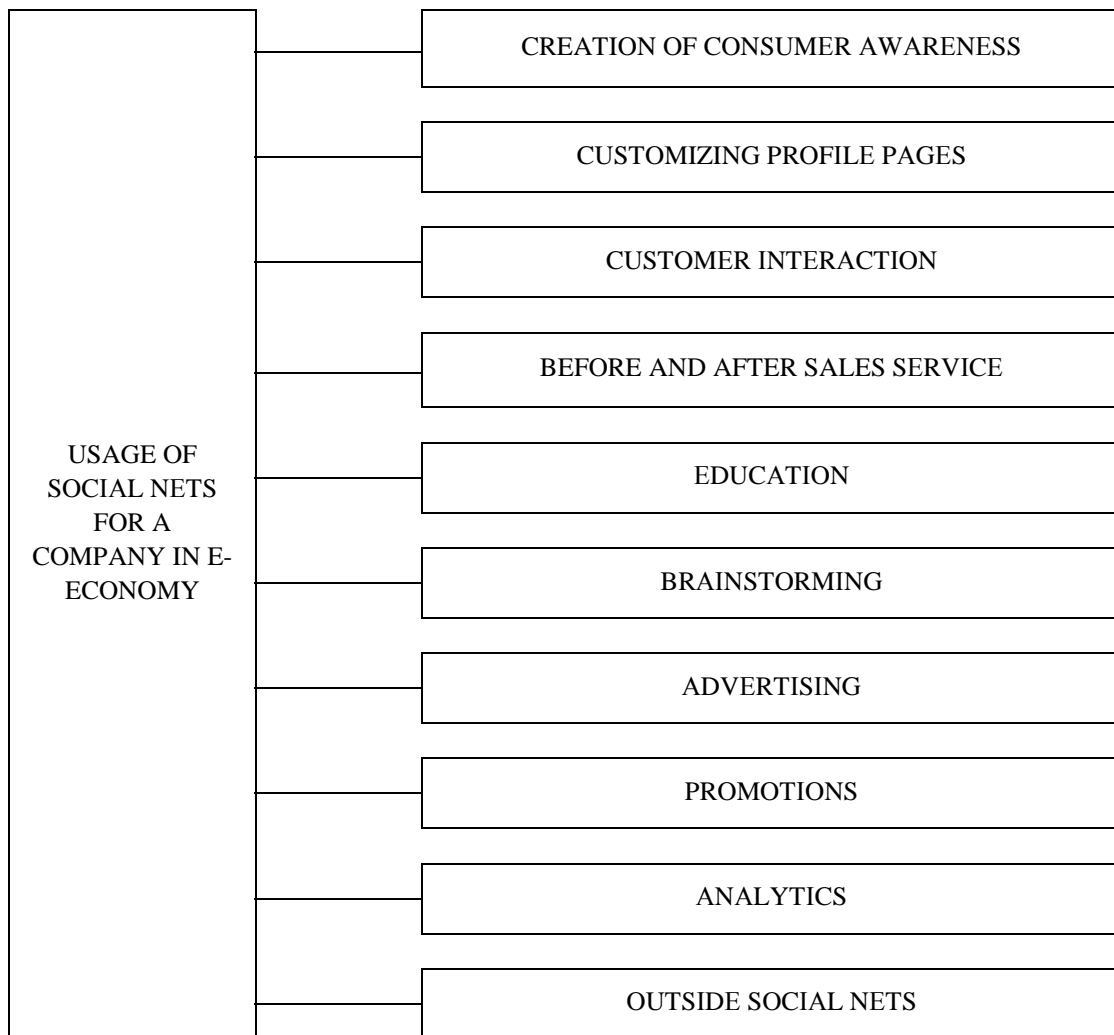 USAGE OF
SOCIAL NETS
FOR A
COMPANY IN E-
ECONOMY
CREATION OF CONSUMER AWARENESS
CUSTOMIZING PROFILE PAGES
CUSTOMER INTERACTION
BEFORE AND AFTER SALES SERVICE
EDUCATION
BRAINSTORMING
ADVERTISING
PROMOTIONS
ANALYTICS
OUTSIDE SOCIAL NETS